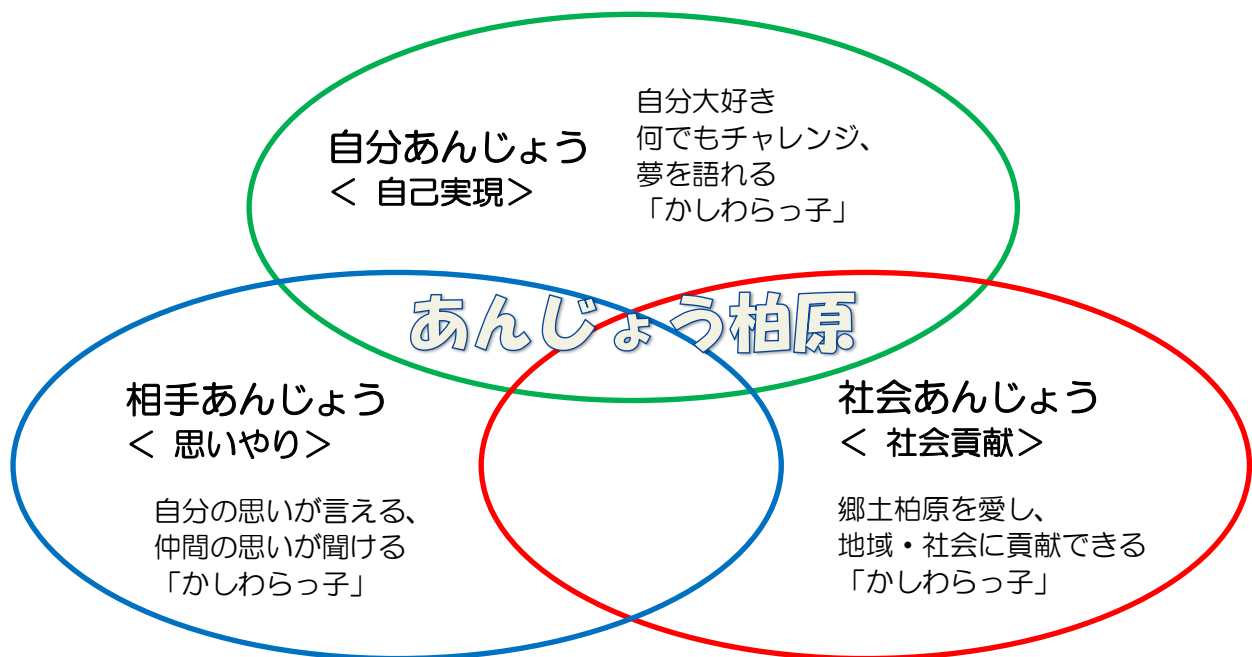 自分あんじょう
＜ 自己実現＞
自分大好き
何でもチャレンジ、
夢を語れる
「かしわらっ子」
あんじょう柏原
相手あんじょう
＜ 思いやり＞
自分の思いが言える、
仲間の思いが聞ける
「かしわらっ子」
社会あんじょう
＜ 社会貢献＞
郷土柏原を愛し、
地域・社会に貢献できる
「かしわらっ子」